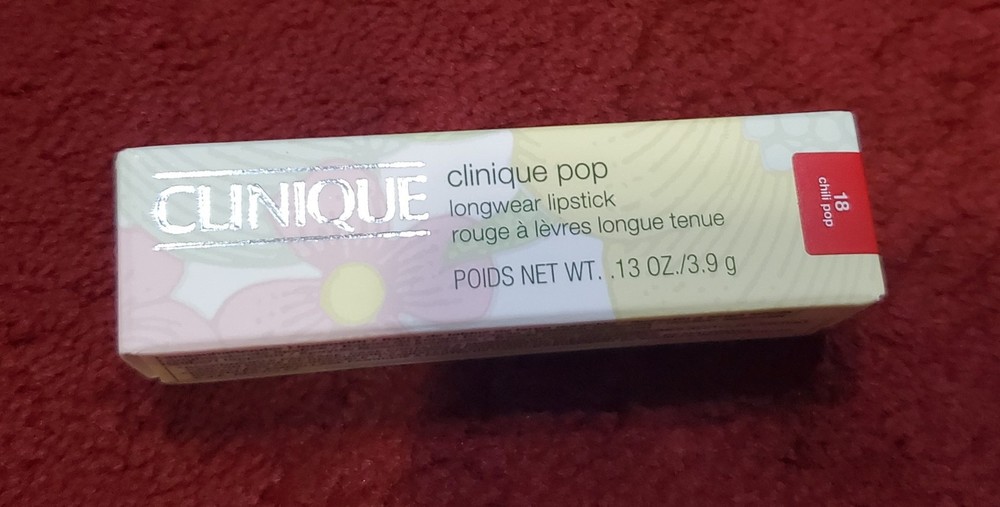 CLINIQUE
clinique pop
longwear lipstick
rouge à lèvres longue tenue
POIDS NET WT. .13 OZ./3.9 g
18
chili pop